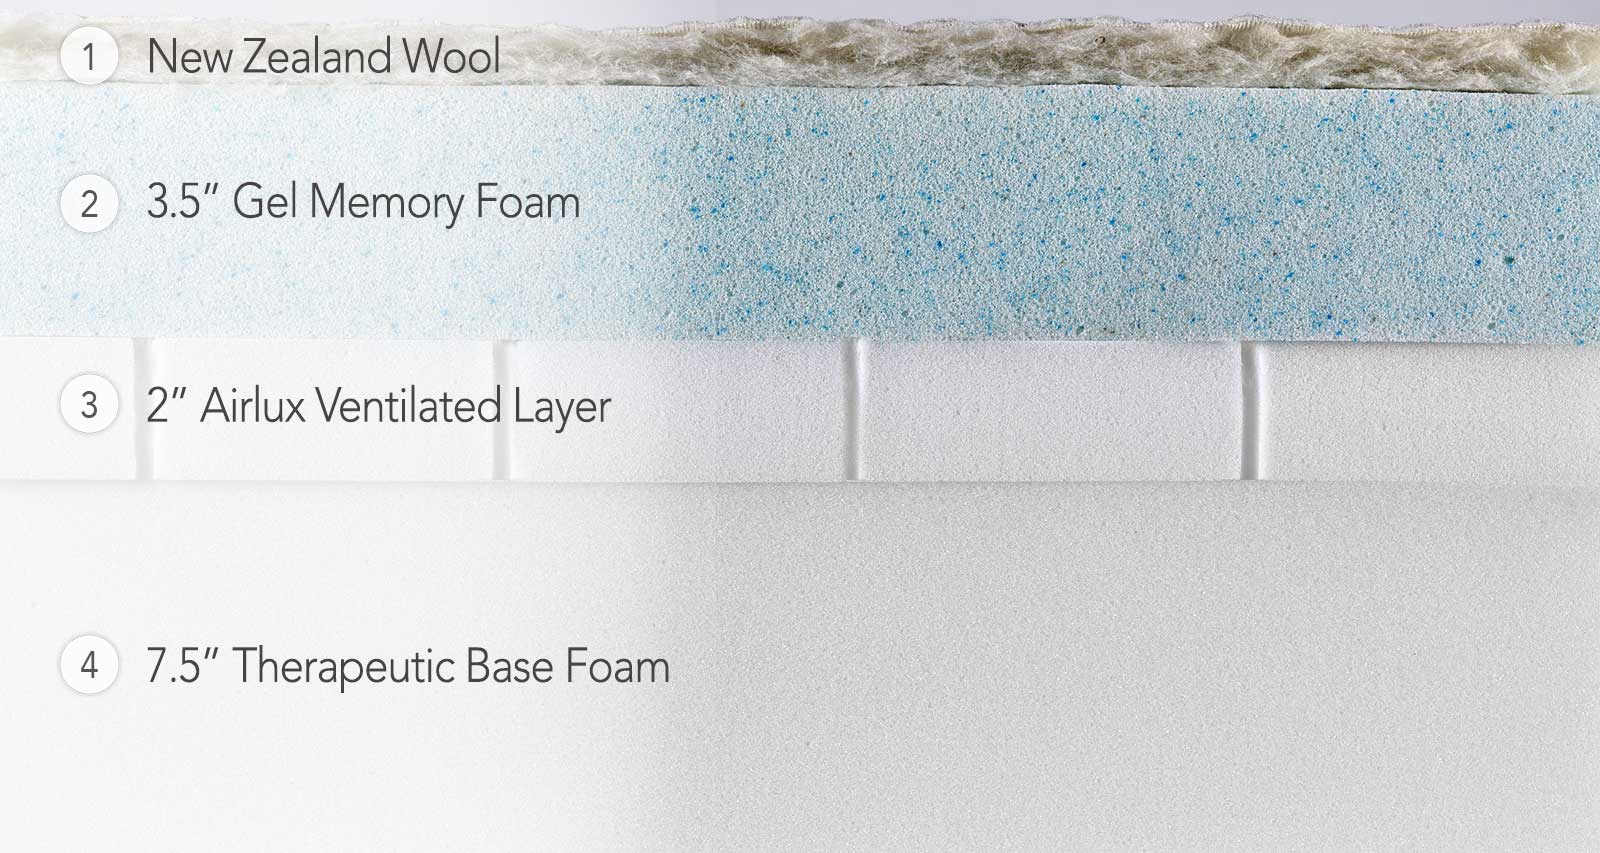 1 New Zealand Wool
2 3.5” Gel Memory Foam
3 2” Airlux Ventilated Layer
4 7.5” Therapeutic Base Foam